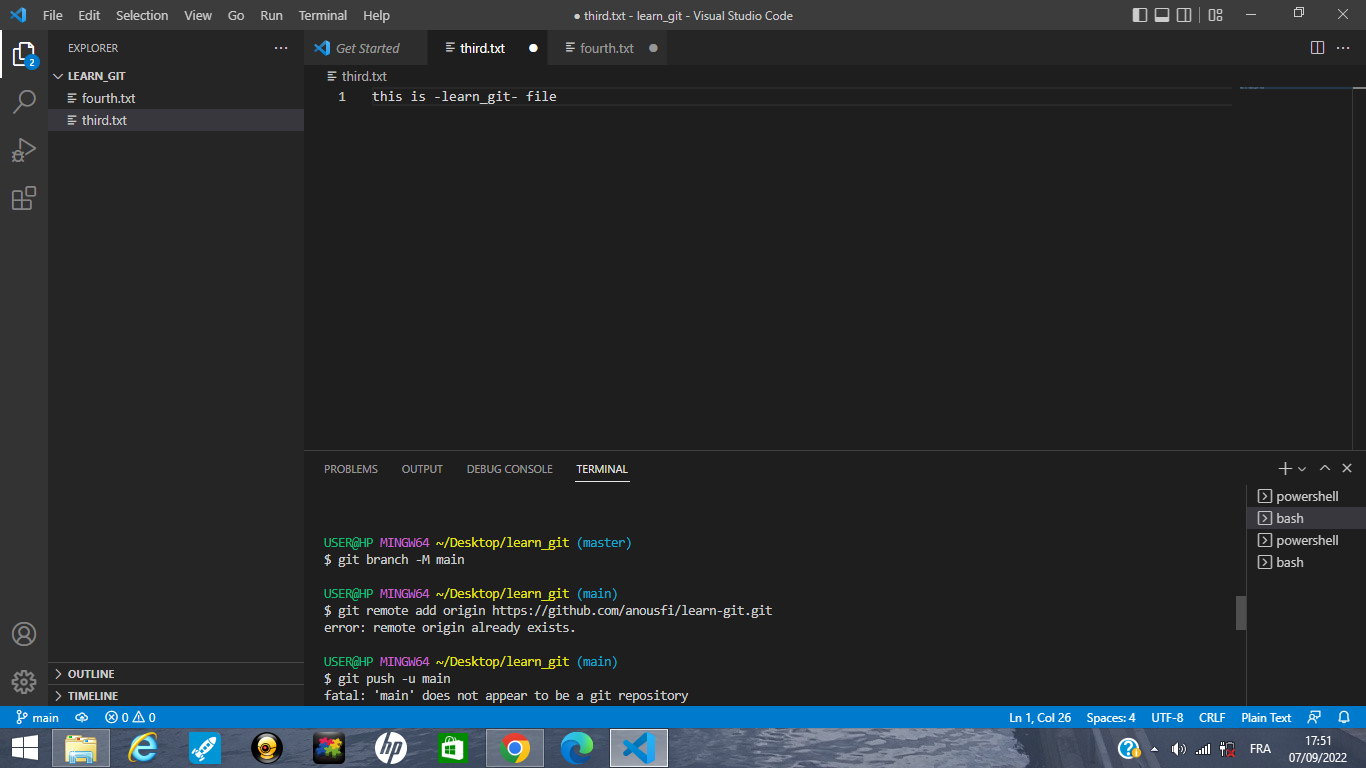 File Edit Selection View Go Run Terminal Help
● third.txt - learn_git - Visual Studio Code
EXPLORER
2
LEARN_GIT
fourth.txt
third.txt
OUTLINE
TIMELINE
Get Started
third.txt
fourth.txt
third.txt
1 this is -learn_git- file
PROBLEMS OUTPUT DEBUG CONSOLE TERMINAL
USER@HP MINGW64 ~/Desktop/learn_git (master)
$ git branch -M main
USER@HP MINGW64 ~/Desktop/learn_git (main)
$ git remote add origin https://github.com/anousfi/learn-git.git
error: remote origin already exists.
USER@HP MINGW64 ~/Desktop/learn_git (main)
$ git push -u main
fatal: 'main' does not appear to be a git repository
powershell
bash
powershell
bash
main 0 0
Ln 1, Col 26 Spaces: 4 UTF-8 CRLF Plain Text
hp
FRA
17:51
07/09/2022